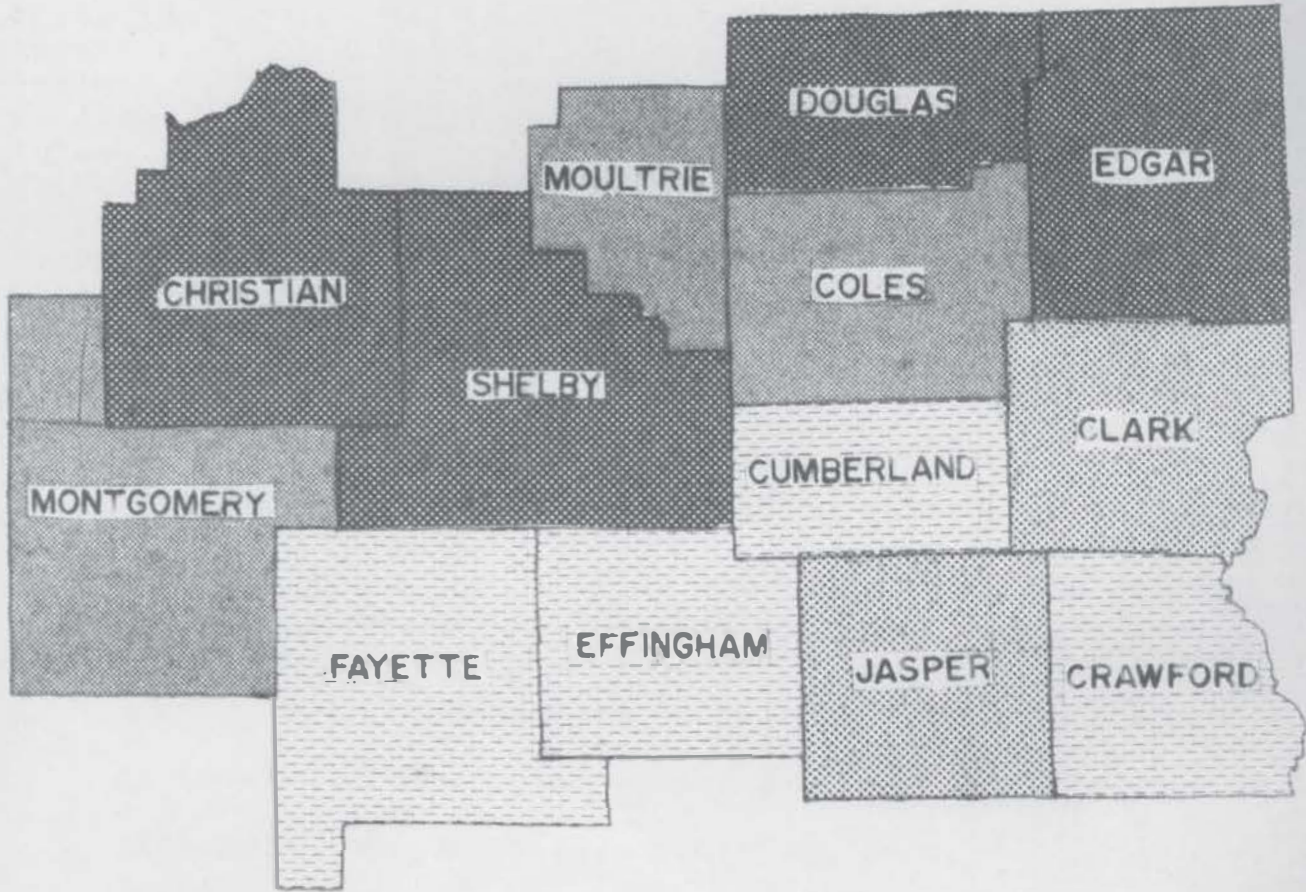 DOUGLAS
EDGAR
MOULTRIE
CHRISTIAN
COLES
SHELBY
CLARK
CUMBERLAND
MONTGOMERY
EFFINGHAM
FAYETTE
JASPER
CRAWFORD